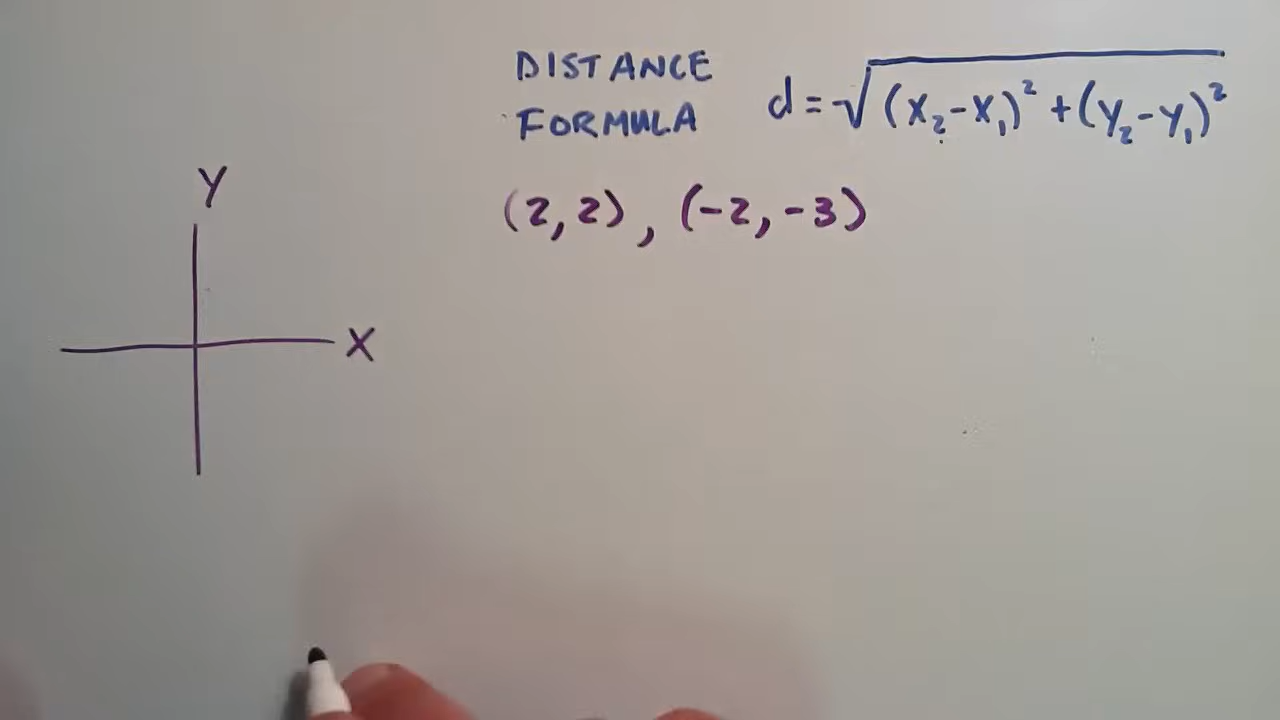 DISTANCE
FORMULA
d = √(x₂-x₁)² + (y₂-y₁)²
(2,2), (-2,-3)
Y
X